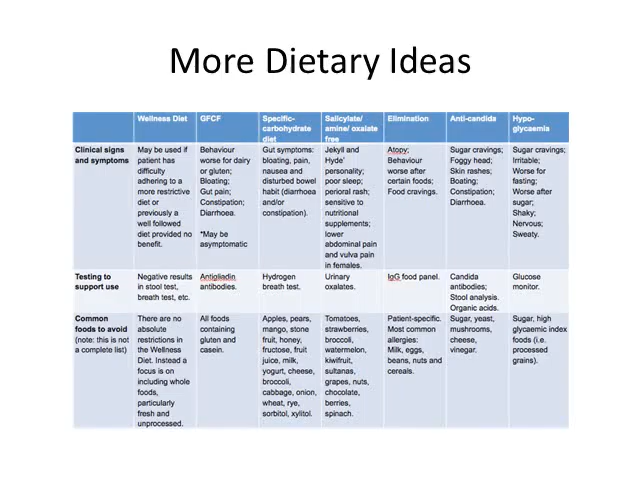 More Dietary Ideas
Wellness Diet
GFCF
Specific-
carbohydrate
diet
Salicylate/
amine/ oxalate
free
Elimination
Anti-candida
Hypo-
glycaemia
Clinical signs
and symptoms
May be used if
patient has
difficulty
adhering to a
more restrictive
diet or
previously a
well followed
diet provided no
benefit.
Behaviour
worse for dairy
or gluten;
Bloating;
Gut pain;
Constipation;
Diarrhoea.
*May be
asymptomatic
Gut symptoms:
bloating, pain,
nausea and
disturbed bowel
habit (diarrhoea
and/or
constipation).
Jekyll and
Hyde'
personality;
poor sleep;
perioral rash;
sensitive to
nutritional
supplements;
lower
abdominal pain
and vulva pain
in females.
Atopy;
Behaviour
worse after
certain foods;
Food cravings.
Sugar cravings;
Foggy head;
Skin rashes;
Boating;
Constipation;
Diarrhoea.
Sugar cravings;
Irritable;
Worse for
fasting;
Worse after
sugar;
Shaky;
Nervous;
Sweaty.
Testing to
support use
Negative results
in stool test,
breath test, etc.
Antigliadin
antibodies.
Hydrogen
breath test.
Urinary
oxalates.
IgG food panel.
Candida
antibodies;
Stool analysis.
Organic acids.
Glucose
monitor.
Common
foods to avoid
(note: this is not
a complete list)
There are no
absolute
restrictions in
the Wellness
Diet. Instead a
focus is on
including whole
foods,
particularly
fresh and
unprocessed.
All foods
containing
gluten and
casein.
Apples, pears,
mango, stone
fruit, honey,
fructose, fruit
juice, milk,
yogurt, cheese,
broccoli,
cabbage, onion,
wheat, rye,
sorbitol, xylitol.
Tomatoes,
strawberries,
broccoli,
watermelon,
kiwifruit,
sultanas,
grapes, nuts,
chocolate,
berries,
spinach.
Patient-specific.
Most common
allergies:
Milk, eggs,
beans, nuts and
cereals.
Sugar, yeast,
mushrooms,
cheese,
vinegar.
Sugar, high
glycaemic index
foods (i.e.
processed
grains).